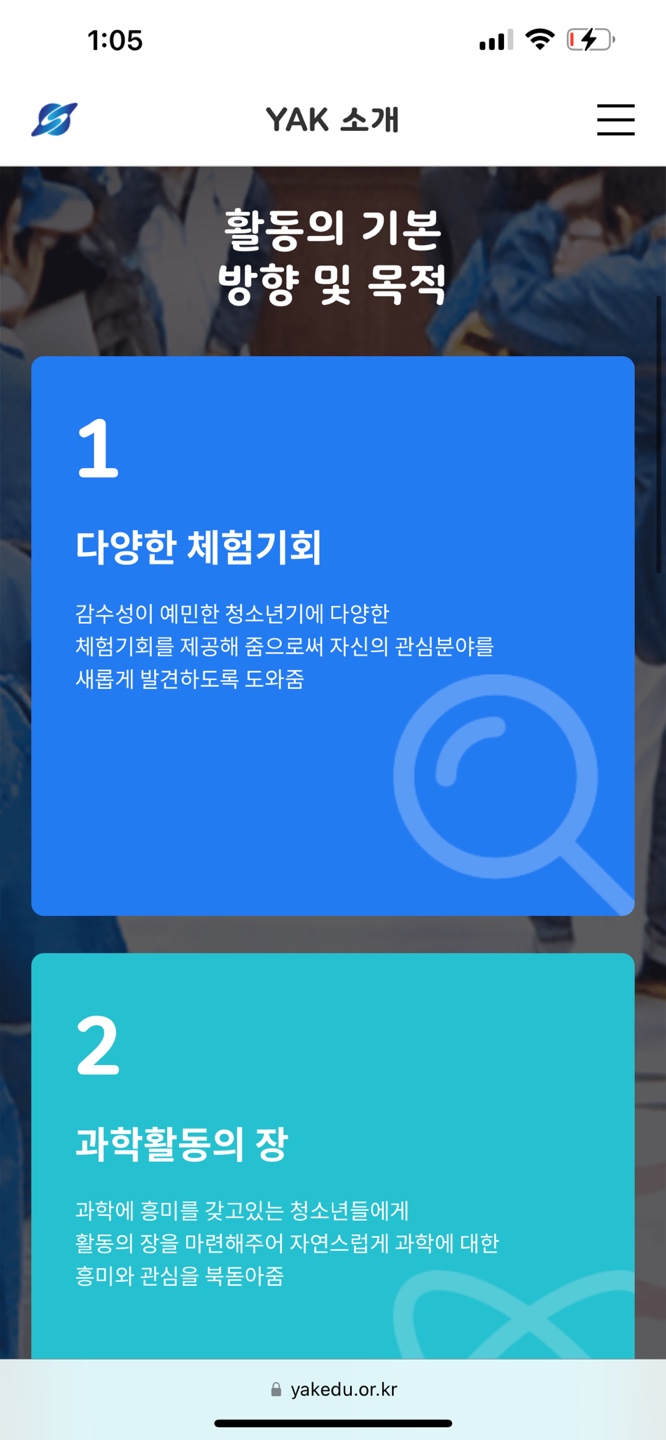 1:05
YAK 소개
활동의 기본
방향 및 목적
1
다양한 체험기회
감수성이 예민한 청소년기에 다양한
체험기회를 제공해 줌으로써 자신의 관심분야를
새롭게 발견하도록 도와줌
2
과학활동의 장
과학에 흥미를 갖고있는 청소년들에게
활동의 장을 마련해주어 자연스럽게 과학에 대한
흥미와 관심을 북돋아줌
yakedu.or.kr